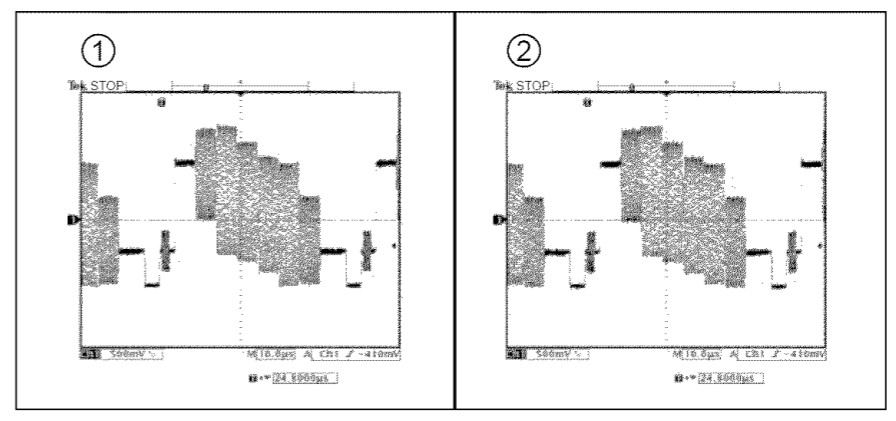 ①
Tek STOP
Ch1 500mV M 10.0µs A Ch1 -410mV
24.8000µs
②
Tek STOP
Ch1 500mV M 10.0µs A Ch1 -410mV
24.8000µs